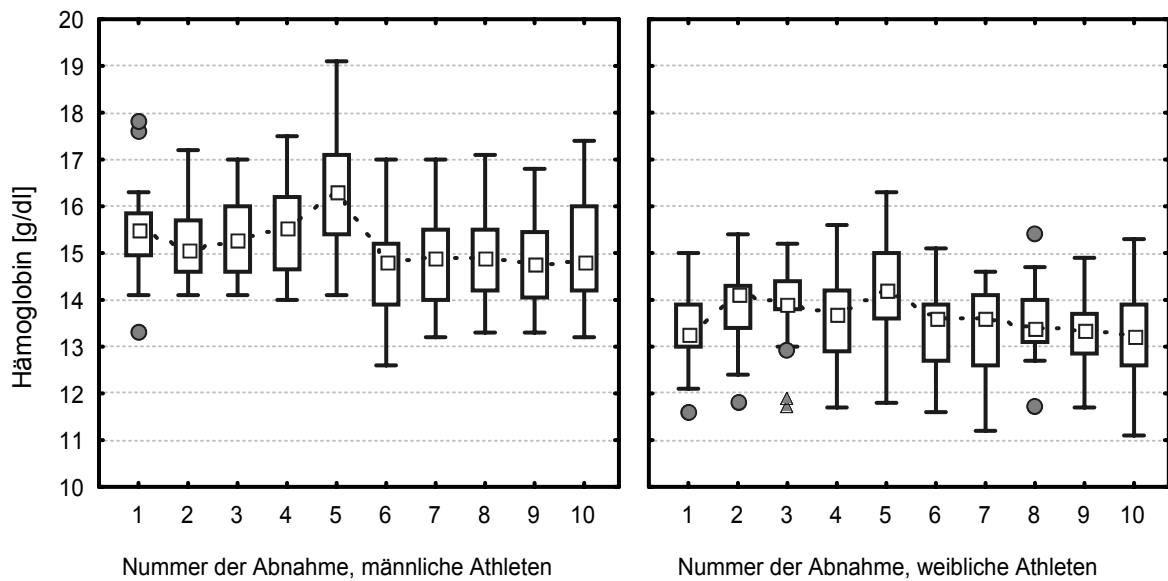 Hämoglobin [g/dl]
20
19
18
17
16
15
14
13
12
11
10
1 2 3 4 5 6 7 8 9 10
Nummer der Abnahme, männliche Athleten
1 2 3 4 5 6 7 8 9 10
Nummer der Abnahme, weibliche Athleten